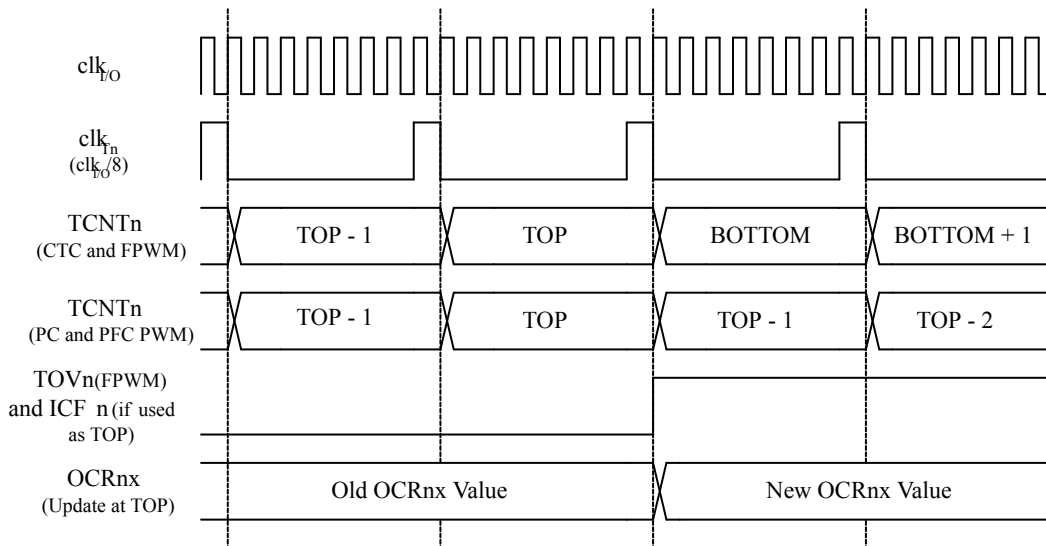 clkI/O
clkTn
(clkI/O/8)
TCNTn
(CTC and FPWM)
TOP - 1
TOP
BOTTOM
BOTTOM + 1
TCNTn
(PC and PFC PWM)
TOP - 1
TOP
TOP - 1
TOP - 2
TOVn(FPWM)
and ICF n (if used
as TOP)
OCRnx
(Update at TOP)
Old OCRnx Value
New OCRnx Value